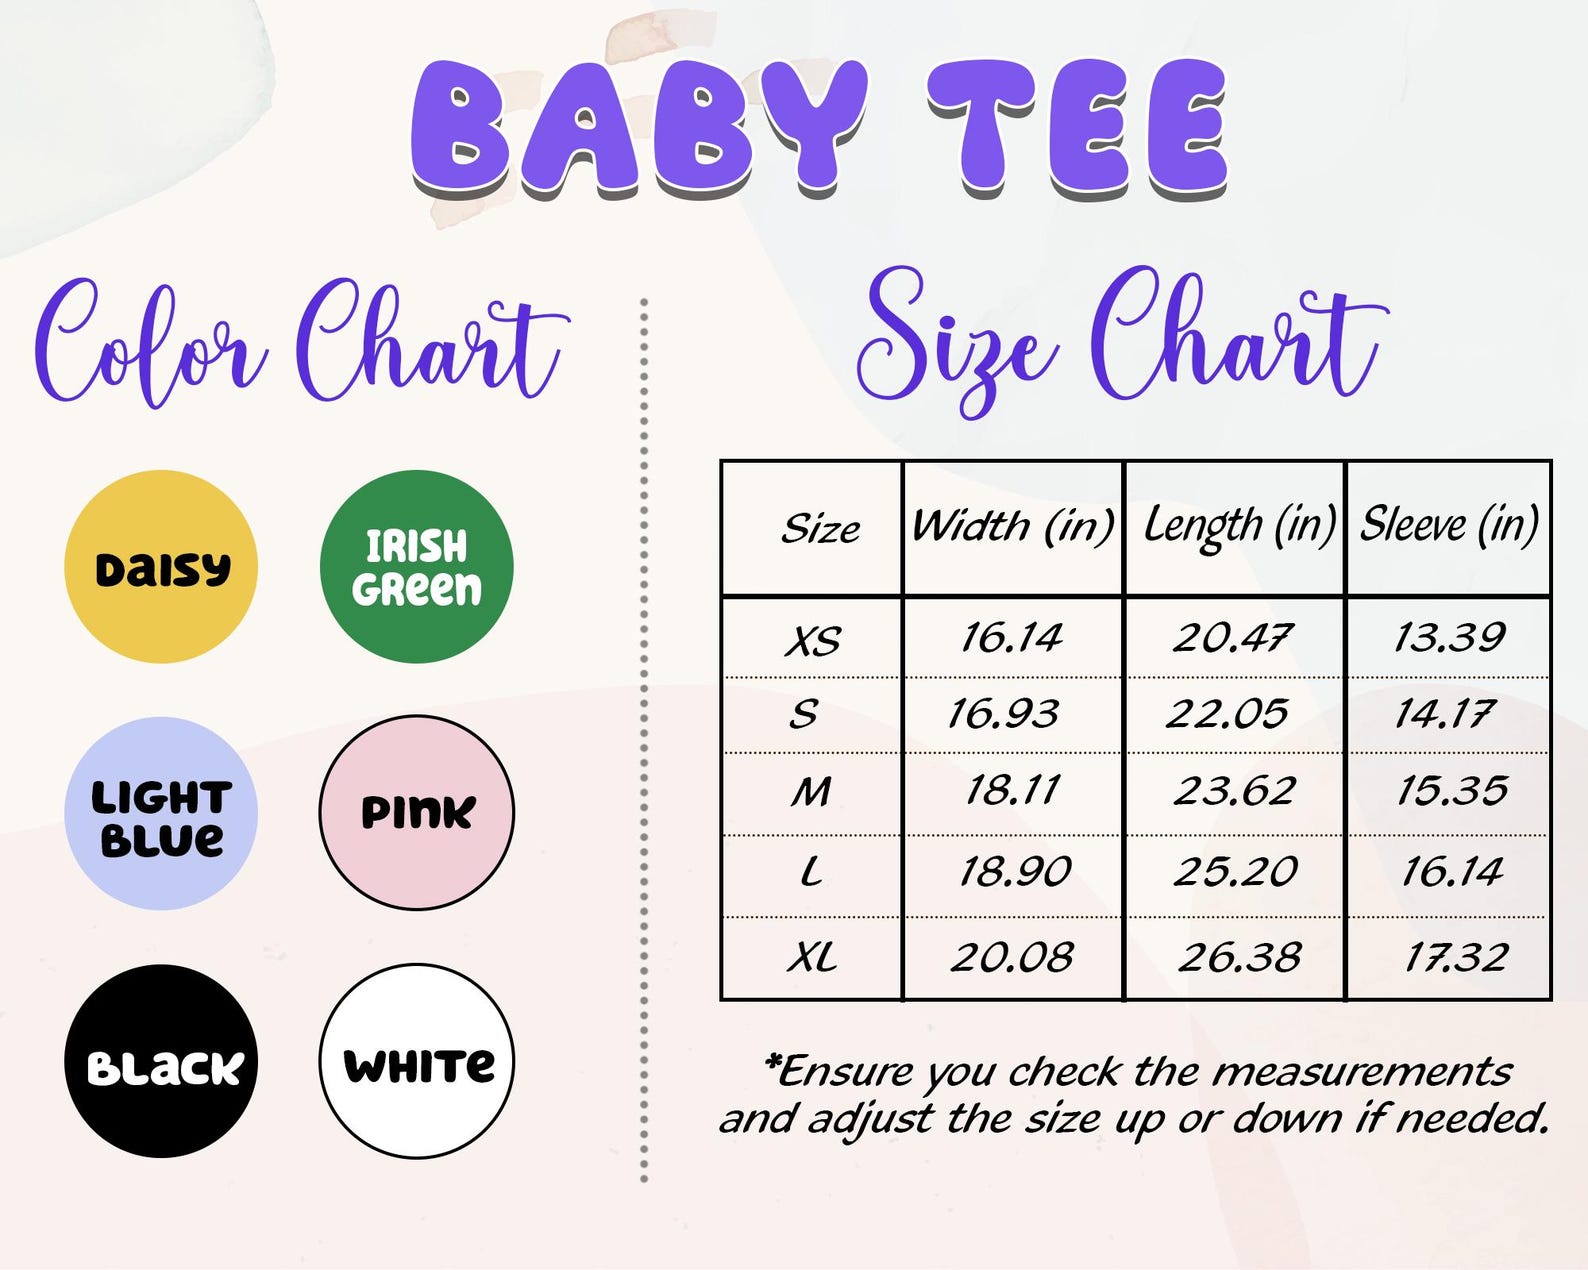 BABY TEE
Color Chart
Daisy
IRISH
GReen
LIGHT
BLUe
PInK
BLacK
WHITe
Size Chart
Size Width (in) Length (in) Sleeve (in)
XS 16.14 20.47 13.39
S 16.93 22.05 14.17
M 18.11 23.62 15.35
L 18.90 25.20 16.14
XL 20.08 26.38 17.32
*Ensure you check the measurements
and adjust the size up or down if needed.